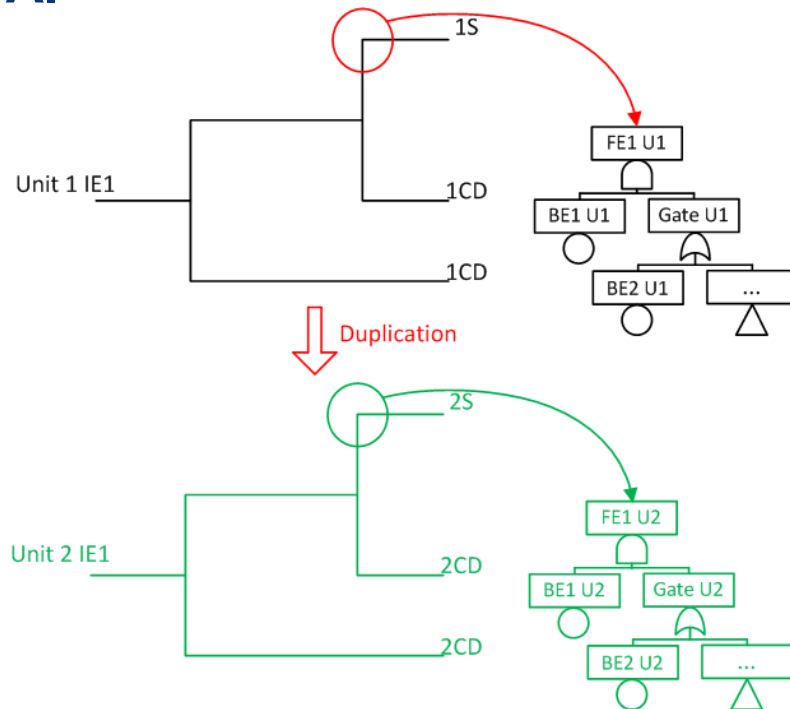 1S
FE1 U1
Unit 1 IE1
1CD
BE1 U1
Gate U1
1CD
BE2 U1
...
Duplication
2S
FE1 U2
Unit 2 IE1
2CD
BE1 U2
Gate U2
2CD
BE2 U2
...